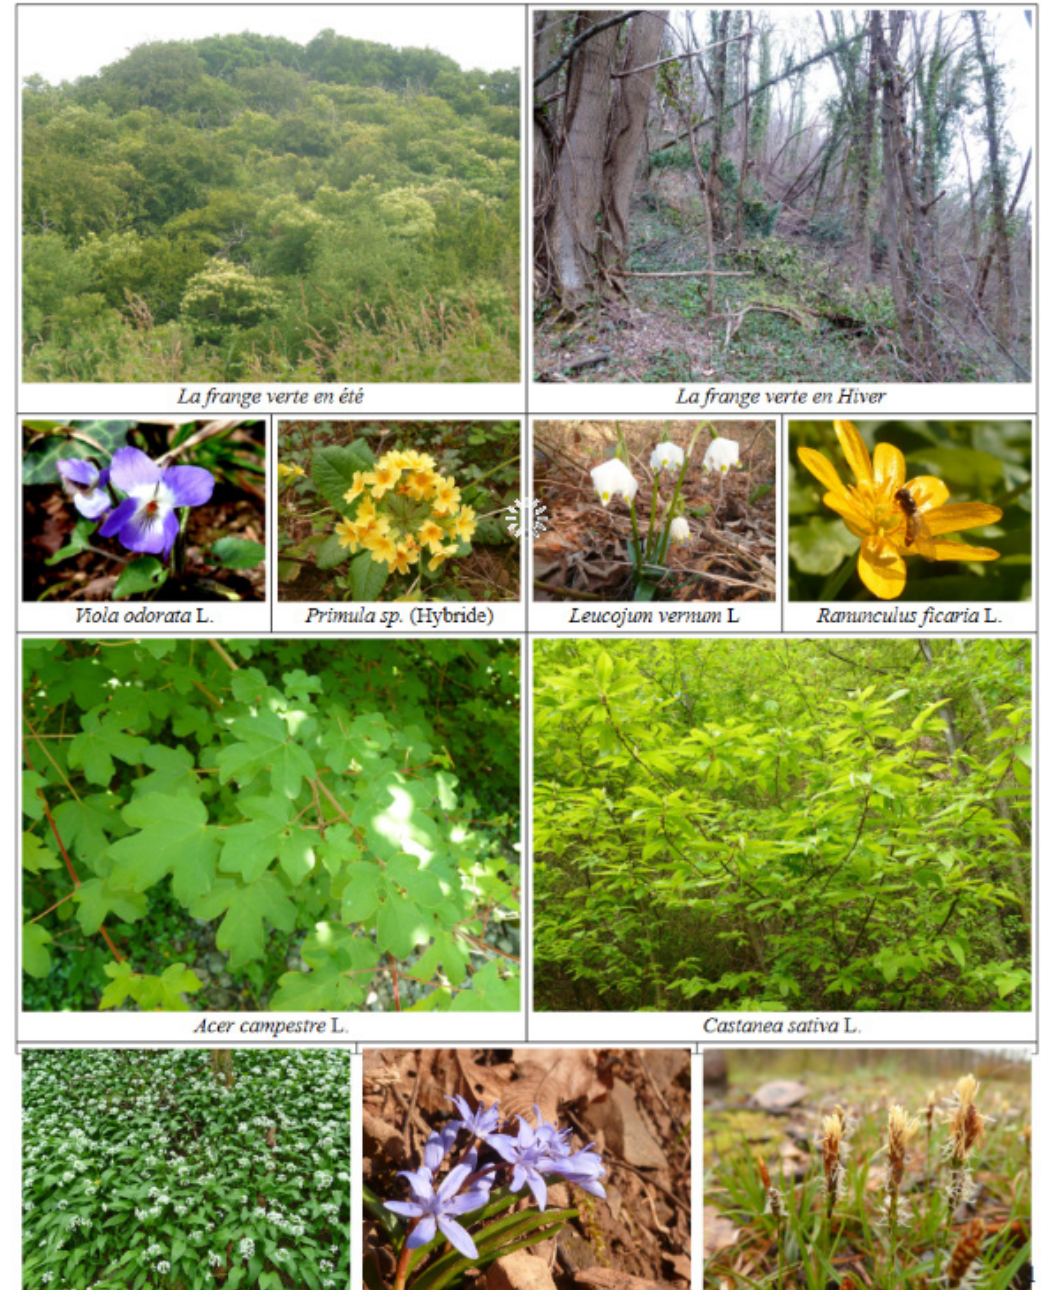 La frange verte en été
La frange verte en Hiver
Viola odorata L.
Primula sp. (Hybride)
Leucojum vernum L
Ranunculus ficaria L.
Acer campestre L.
Castanea sativa L.